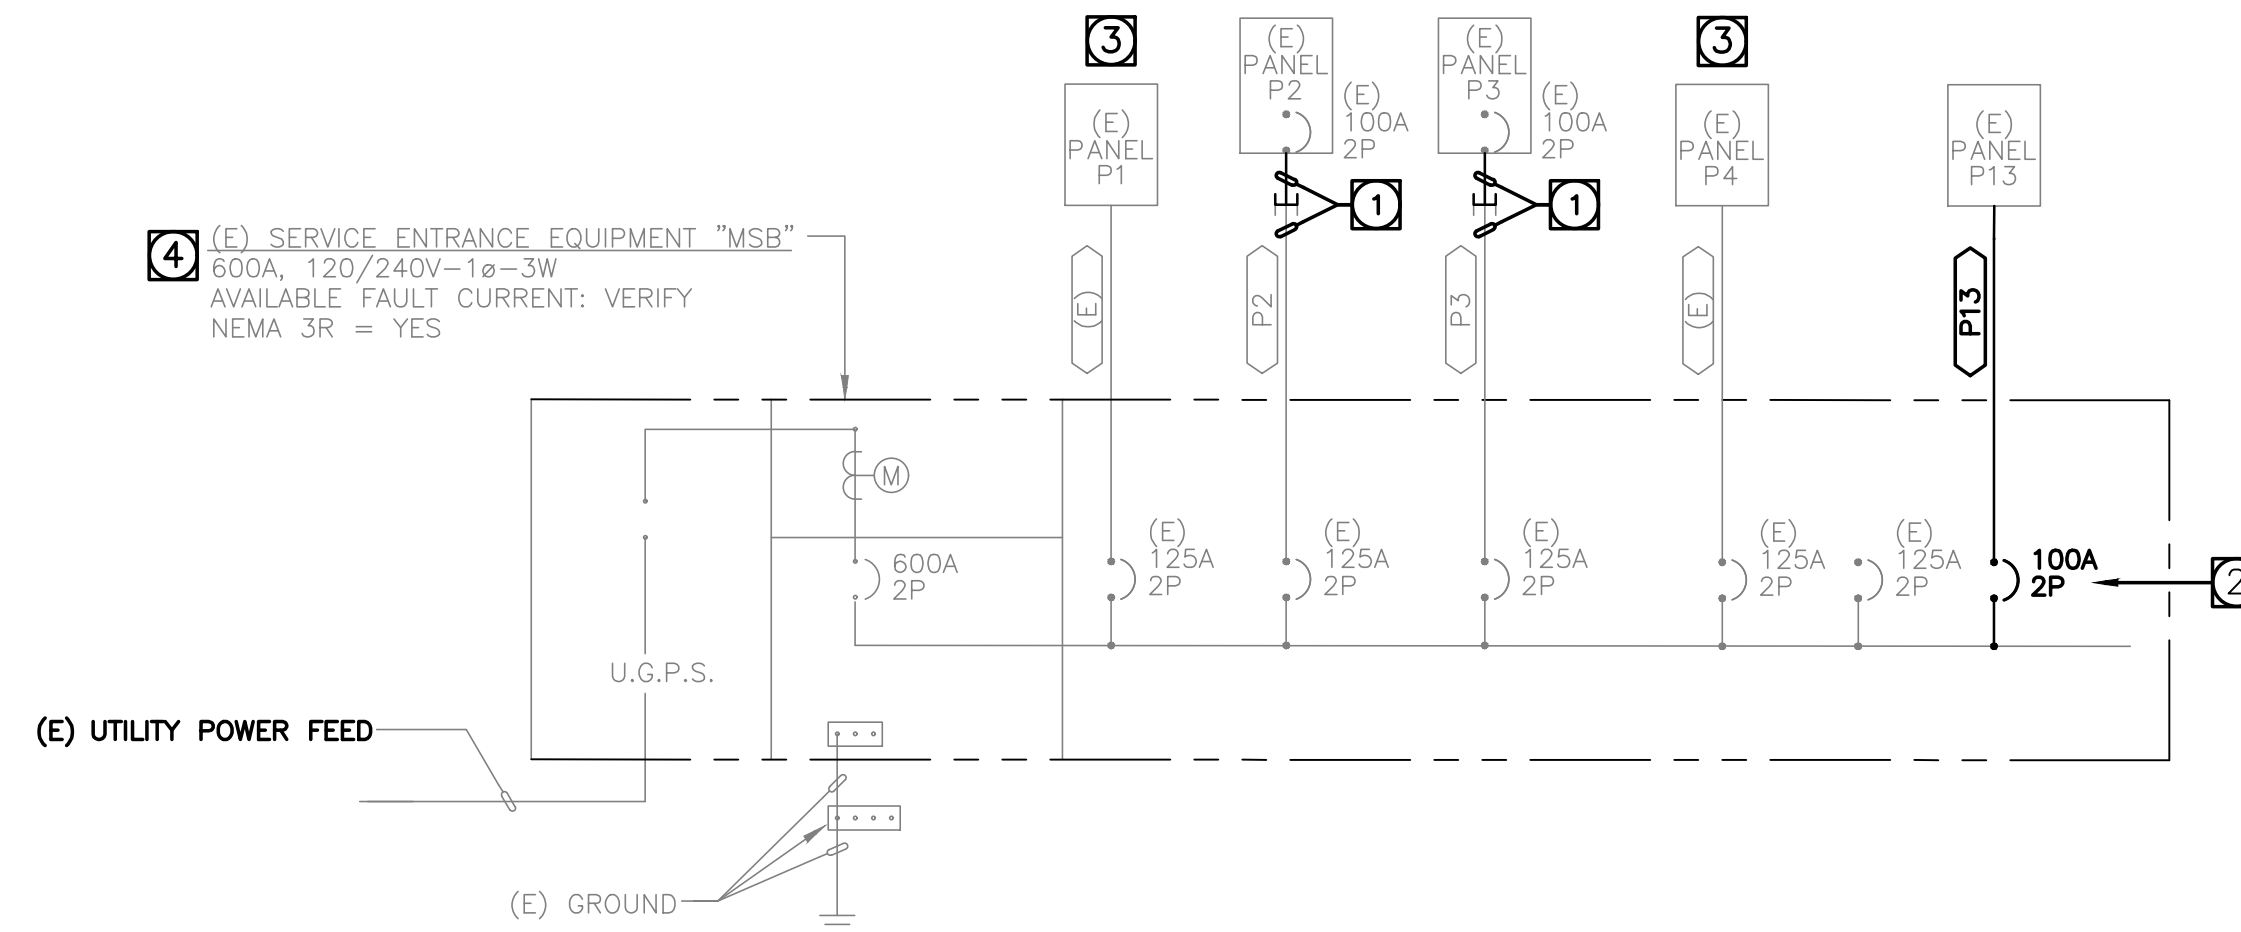 3
(E)
PANEL
P1
(E)
PANEL
P2
(E)
100A
2P
1
(E)
PANEL
P3
(E)
100A
2P
1
3
(E)
PANEL
P4
(E)
PANEL
P13
4
(E) SERVICE ENTRANCE EQUIPMENT "MSB"
600A, 120/240V-1ø-3W
AVAILABLE FAULT CURRENT: VERIFY
NEMA 3R = YES
(E)
P2
P3
(E)
P13
M
600A
2P
(E)
125A
2P
(E)
125A
2P
(E)
125A
2P
(E)
125A
2P
(E)
125A
2P
100A
2P
2
U.G.P.S.
(E) UTILITY POWER FEED
(E) GROUND